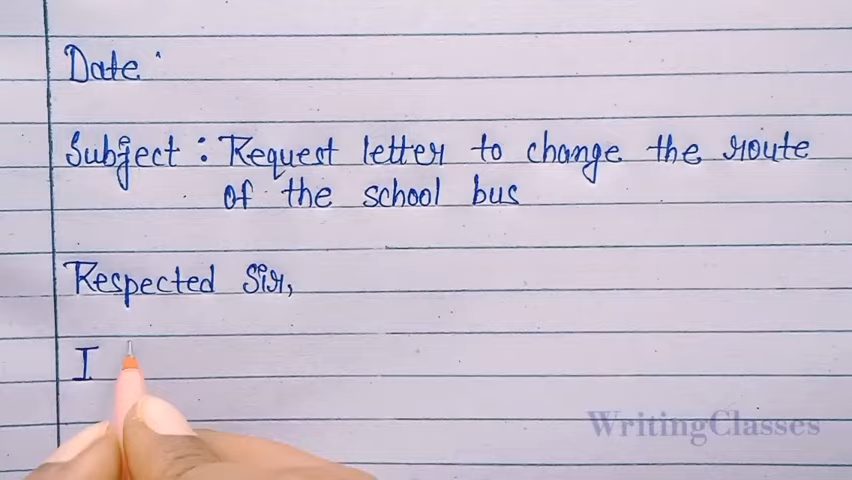 Date :
Subject : Request letter to change the route
of the school bus
Respected Sir,
I
WritingClasses